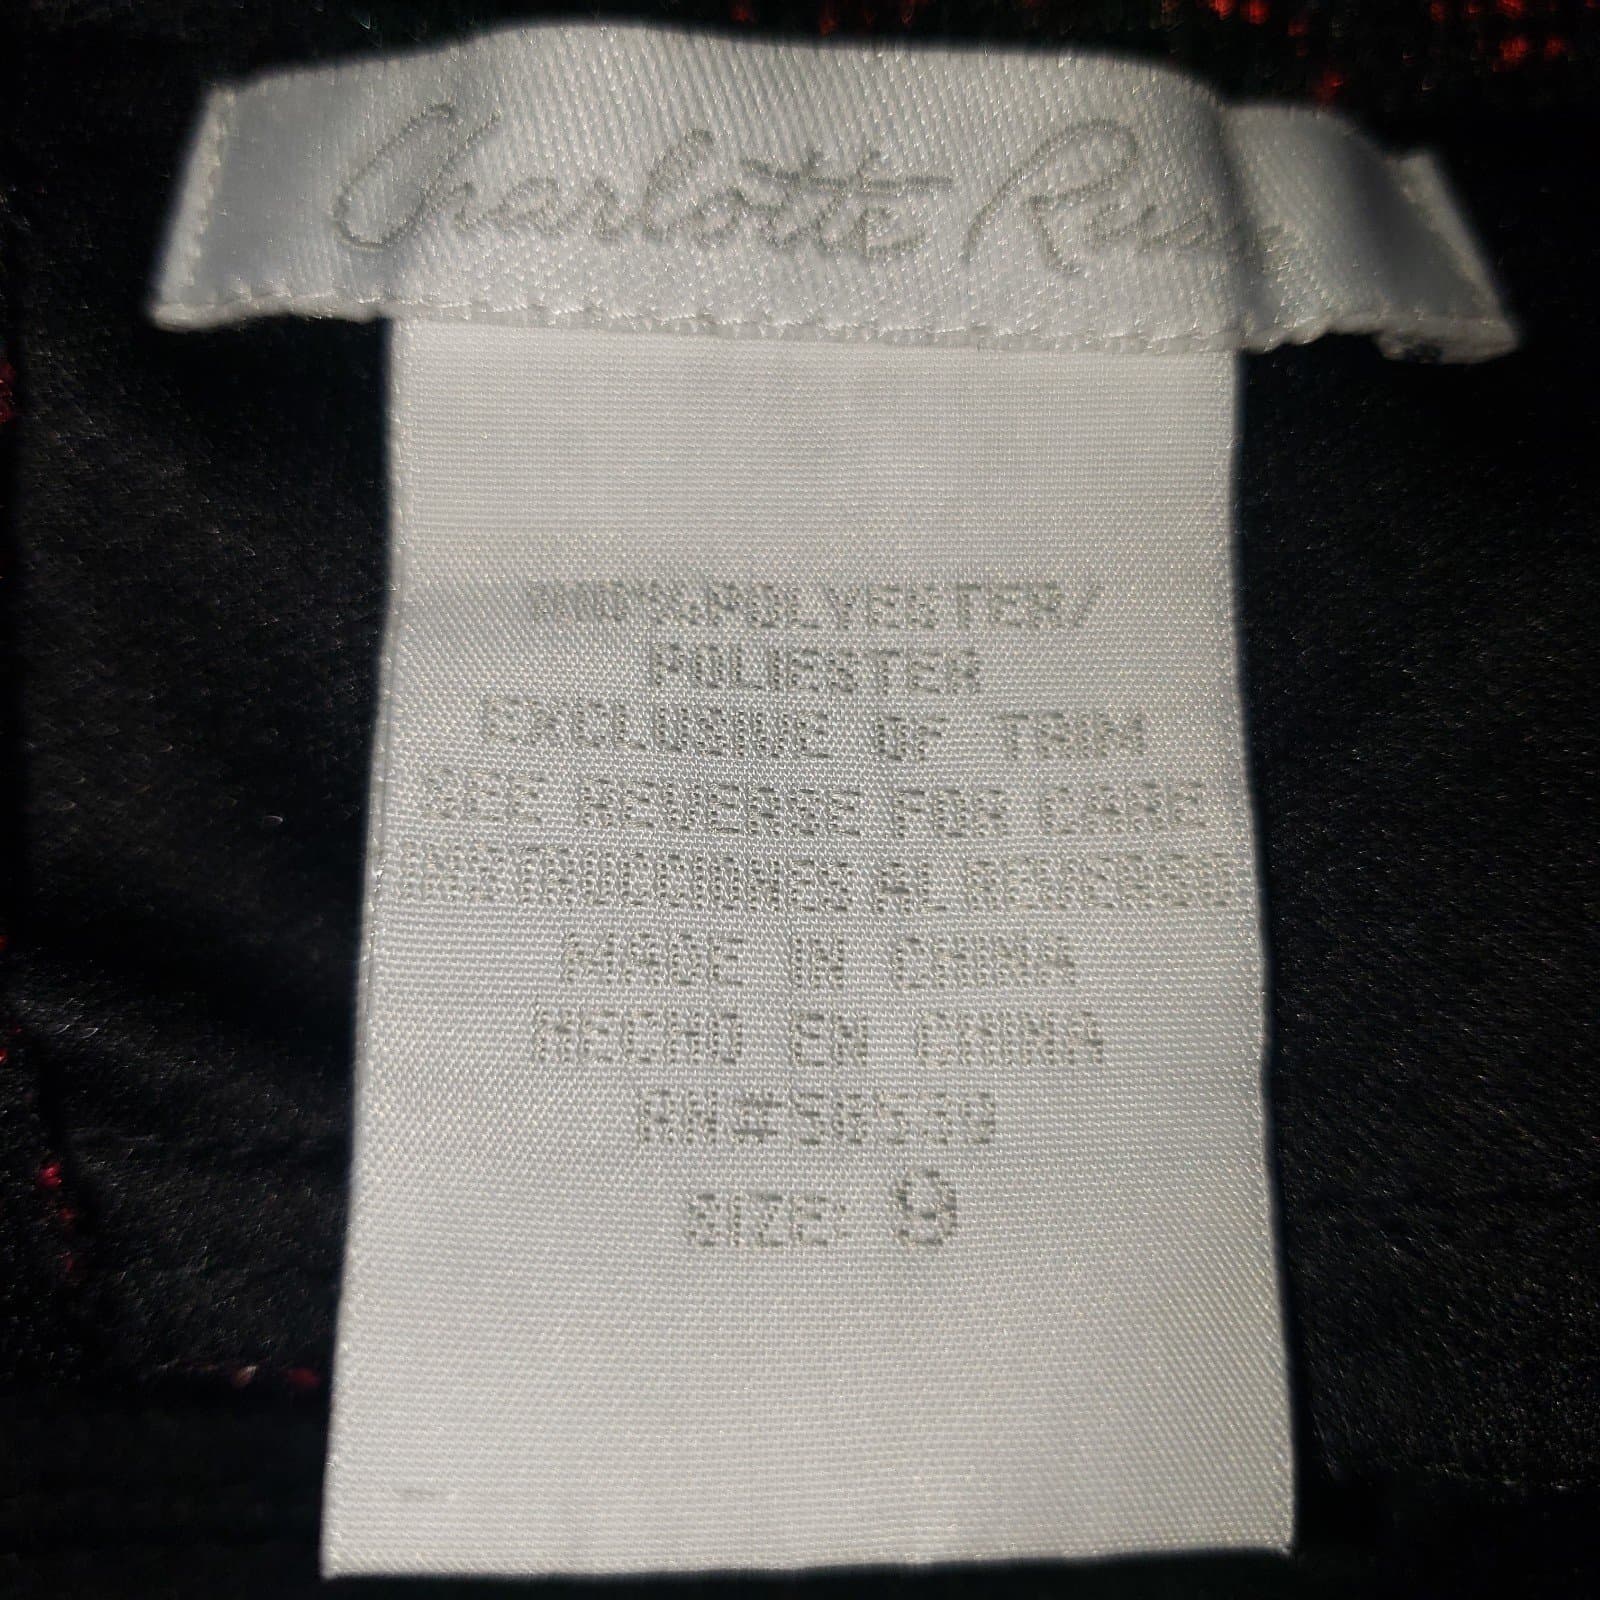 Charlotte Russ
100%POLYESTER/
POLIESTER
EXCLUSIVE OF TRIM
SEE REVERSE FOR CARE
INSTRUCCIONES AL REVERSO
MADE IN CHINA
HECHO EN CHINA
SIZE: 9